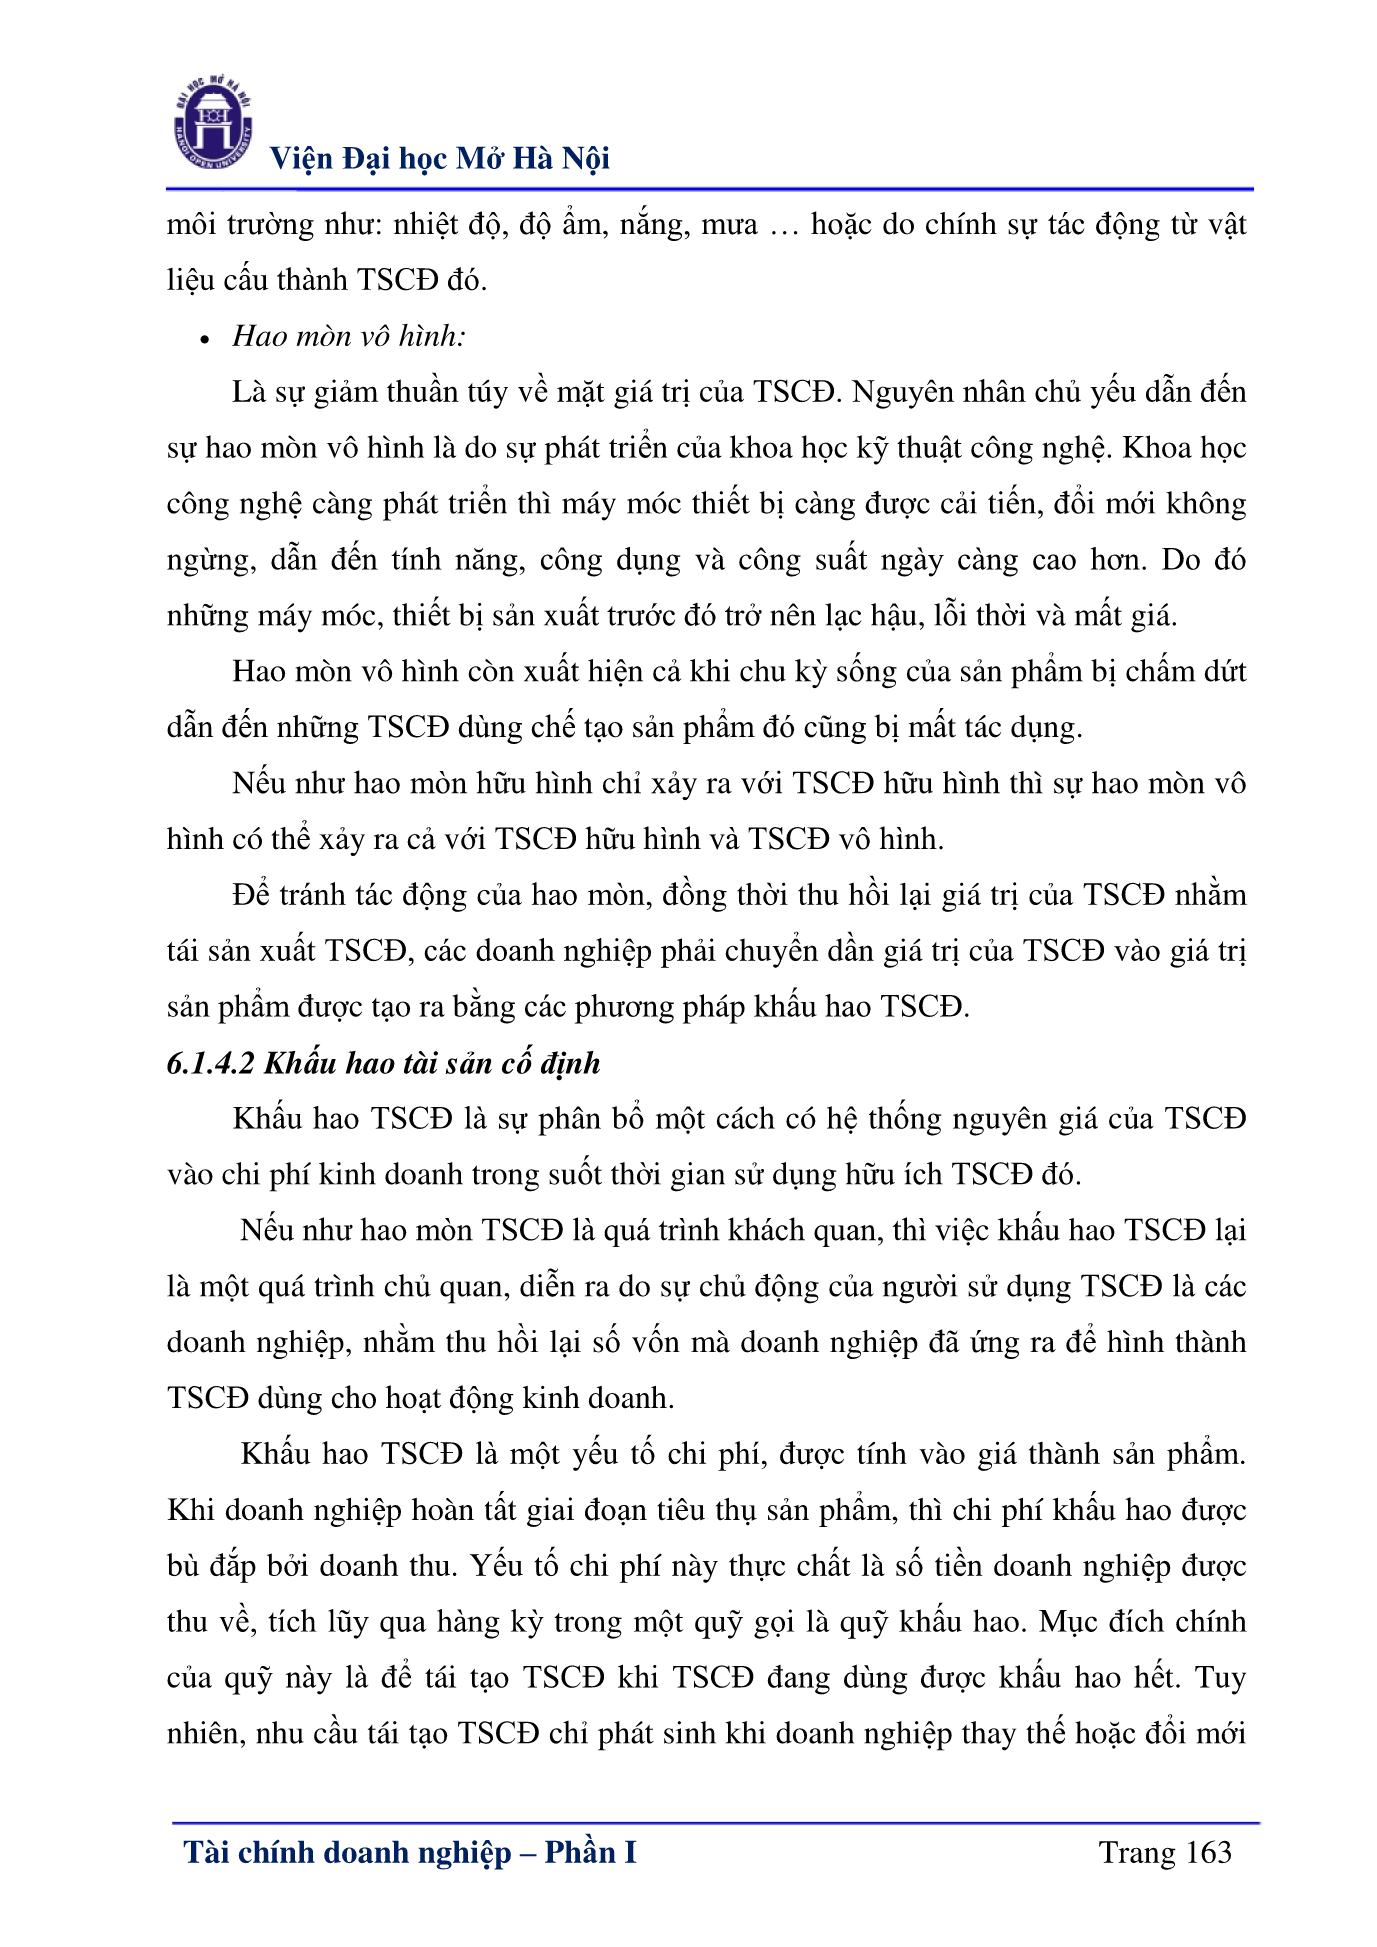 ĐẠI HỌC MỞ HÀ NỘI
HANOI OPEN UNIVERSITY
Viện Đại học Mở Hà Nội
môi trường như: nhiệt độ, độ ẩm, nắng, mưa … hoặc do chính sự tác động từ vật
liệu cấu thành TSCĐ đó.
• Hao mòn vô hình:
Là sự giảm thuần túy về mặt giá trị của TSCĐ. Nguyên nhân chủ yếu dẫn đến
sự hao mòn vô hình là do sự phát triển của khoa học kỹ thuật công nghệ. Khoa học
công nghệ càng phát triển thì máy móc thiết bị càng được cải tiến, đổi mới không
ngừng, dẫn đến tính năng, công dụng và công suất ngày càng cao hơn. Do đó
những máy móc, thiết bị sản xuất trước đó trở nên lạc hậu, lỗi thời và mất giá.
Hao mòn vô hình còn xuất hiện cả khi chu kỳ sống của sản phẩm bị chấm dứt
dẫn đến những TSCĐ dùng chế tạo sản phẩm đó cũng bị mất tác dụng.
Nếu như hao mòn hữu hình chỉ xảy ra với TSCĐ hữu hình thì sự hao mòn vô
hình có thể xảy ra cả với TSCĐ hữu hình và TSCĐ vô hình.
Để tránh tác động của hao mòn, đồng thời thu hồi lại giá trị của TSCĐ nhằm
tái sản xuất TSCĐ, các doanh nghiệp phải chuyển dần giá trị của TSCĐ vào giá trị
sản phẩm được tạo ra bằng các phương pháp khấu hao TSCĐ.
6.1.4.2 Khấu hao tài sản cố định
Khấu hao TSCĐ là sự phân bổ một cách có hệ thống nguyên giá của TSCĐ
vào chi phí kinh doanh trong suốt thời gian sử dụng hữu ích TSCĐ đó.
Nếu như hao mòn TSCĐ là quá trình khách quan, thì việc khấu hao TSCĐ lại
là một quá trình chủ quan, diễn ra do sự chủ động của người sử dụng TSCĐ là các
doanh nghiệp, nhằm thu hồi lại số vốn mà doanh nghiệp đã ứng ra để hình thành
TSCĐ dùng cho hoạt động kinh doanh.
Khấu hao TSCĐ là một yếu tố chi phí, được tính vào giá thành sản phẩm.
Khi doanh nghiệp hoàn tất giai đoạn tiêu thụ sản phẩm, thì chi phí khấu hao được
bù đắp bởi doanh thu. Yếu tố chi phí này thực chất là số tiền doanh nghiệp được
thu về, tích lũy qua hàng kỳ trong một quỹ gọi là quỹ khấu hao. Mục đích chính
của quỹ này là để tái tạo TSCĐ khi TSCĐ đang dùng được khấu hao hết. Tuy
nhiên, nhu cầu tái tạo TSCĐ chỉ phát sinh khi doanh nghiệp thay thế hoặc đổi mới
Tài chính doanh nghiệp – Phần I
Trang 163